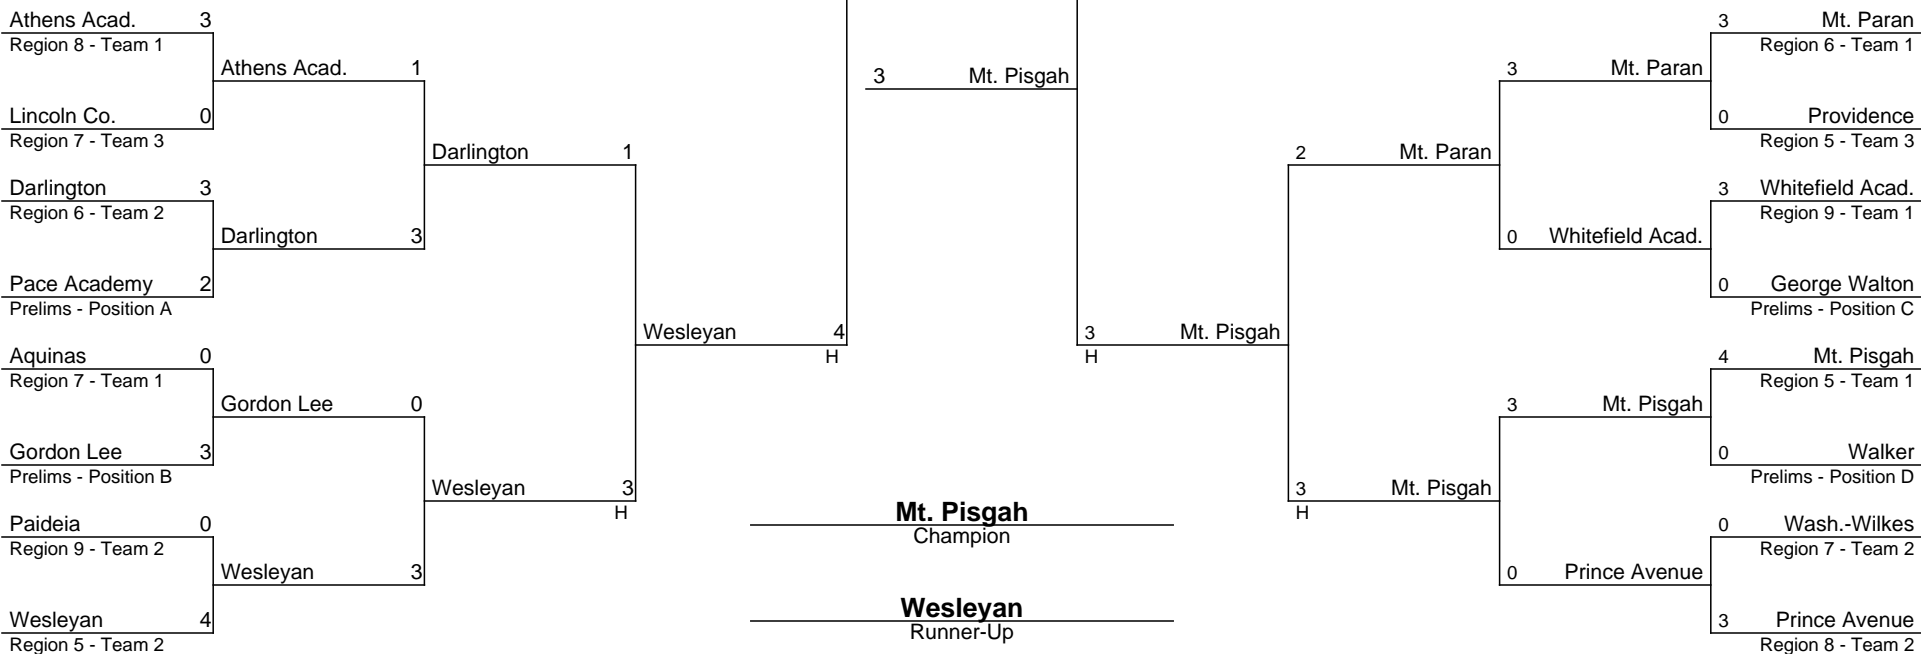 Athens Acad. 3
Region 8 - Team 1
Athens Acad. 1
Lincoln Co. 0
Region 7 - Team 3
Darlington 1
Darlington 3
Region 6 - Team 2
Darlington 3
Pace Academy 2
Prelims - Position A
Wesleyan 4
H
Aquinas 0
Region 7 - Team 1
Gordon Lee 0
Gordon Lee 3
Prelims - Position B
Wesleyan 3
H
Paideia 0
Region 9 - Team 2
Wesleyan 3
Wesleyan 4
Region 5 - Team 2
3 Mt. Pisgah
Mt. Pisgah
Champion
Wesleyan
Runner-Up
3 Mt. Paran
Region 6 - Team 1
3 Mt. Paran
0 Providence
Region 5 - Team 3
2 Mt. Paran
3 Whitefield Acad.
Region 9 - Team 1
0 Whitefield Acad.
0 George Walton
Prelims - Position C
3 Mt. Pisgah
H
4 Mt. Pisgah
Region 5 - Team 1
3 Mt. Pisgah
0 Walker
Prelims - Position D
3 Mt. Pisgah
H
0 Wash.-Wilkes
Region 7 - Team 2
0 Prince Avenue
3 Prince Avenue
Region 8 - Team 2